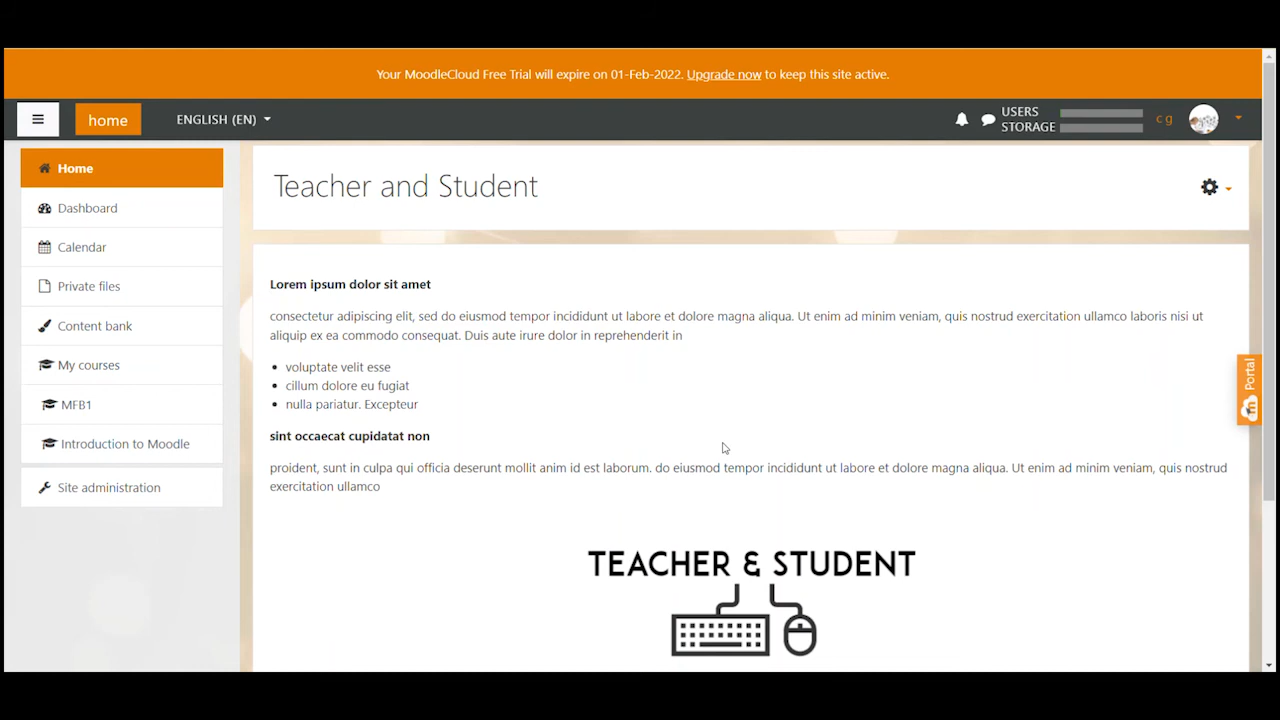 Your MoodleCloud Free Trial will expire on 01-Feb-2022. Upgrade now to keep this site active.
home
ENGLISH (EN)
USERS
STORAGE
c g
Home
Dashboard
Calendar
Private files
Content bank
My courses
MFB1
Introduction to Moodle
Site administration
Teacher and Student
Lorem ipsum dolor sit amet
consectetur adipiscing elit, sed do eiusmod tempor incididunt ut labore et dolore magna aliqua. Ut enim ad minim veniam, quis nostrud exercitation ullamco laboris nisi ut
aliquip ex ea commodo consequat. Duis aute irure dolor in reprehenderit in
• voluptate velit esse
• cillum dolore eu fugiat
• nulla pariatur. Excepteur
sint occaecat cupidatat non
proident, sunt in culpa qui officia deserunt mollit anim id est laborum. do eiusmod tempor incididunt ut labore et dolore magna aliqua. Ut enim ad minim veniam, quis nostrud
exercitation ullamco
TEACHER & STUDENT
Portal